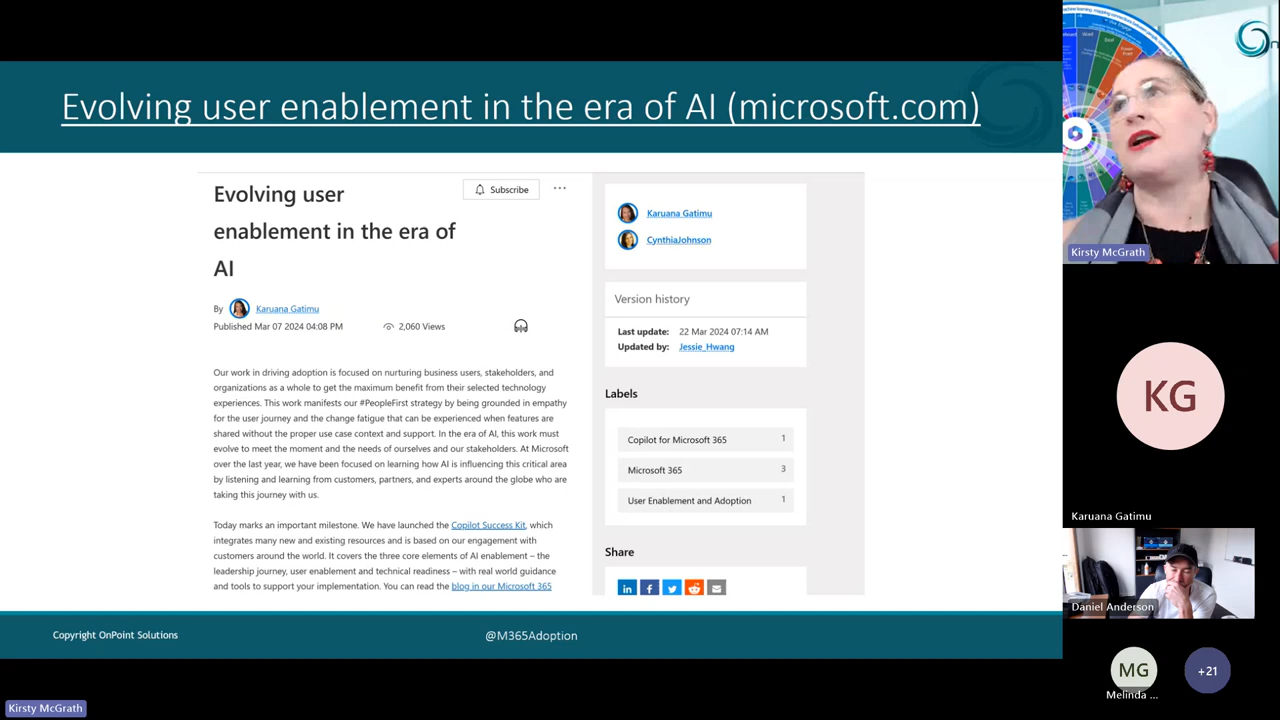 Evolving user enablement in the era of AI (microsoft.com)
Evolving user
enablement in the era of
AI
Subscribe
By Karuana Gatimu
Published Mar 07 2024 04:08 PM 2,060 Views
Our work in driving adoption is focused on nurturing business users, stakeholders, and
organizations as a whole to get the maximum benefit from their selected technology
experiences. This work manifests our #PeopleFirst strategy by being grounded in empathy
for the user journey and the change fatigue that can be experienced when features are
shared without the proper use case context and support. In the era of AI, this work must
evolve to meet the moment and the needs of ourselves and our stakeholders. At Microsoft
over the last year, we have been focused on learning how AI is influencing this critical area
by listening and learning from customers, partners, and experts around the globe who are
taking this journey with us.
Today marks an important milestone. We have launched the Copilot Success Kit, which
integrates many new and existing resources and is based on our engagement with
customers around the world. It covers the three core elements of AI enablement – the
leadership journey, user enablement and technical readiness – with real world guidance
and tools to support your implementation. You can read the blog in our Microsoft 365
Karuana Gatimu
CynthiaJohnson
Version history
Last update: 22 Mar 2024 07:14 AM
Updated by: Jessie_Hwang
Labels
Copilot for Microsoft 365 1
Microsoft 365 3
User Enablement and Adoption 1
Share
Copyright OnPoint Solutions
@M365Adoption
Kirsty McGrath
Kirsty McGrath
KG
Karuana Gatimu
Daniel Anderson
MG
Melinda ...
+21